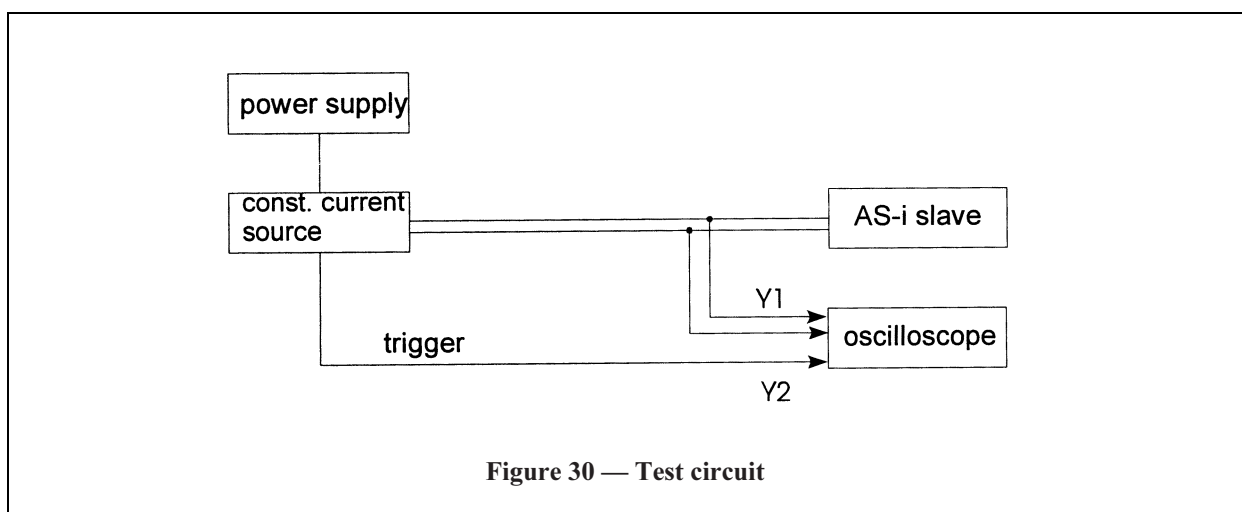 power supply
const. current
source
AS-i slave
Y1
oscilloscope
trigger
Y2
Figure 30 — Test circuit